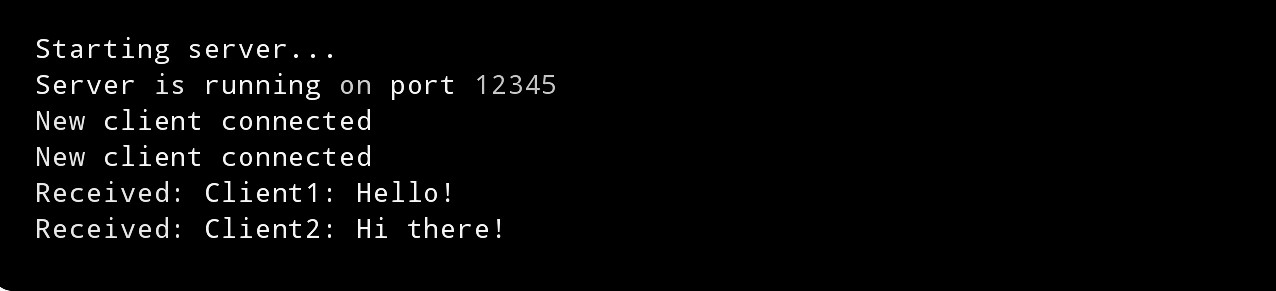 Starting server...
Server is running on port 12345
New client connected
New client connected
Received: Client1: Hello!
Received: Client2: Hi there!